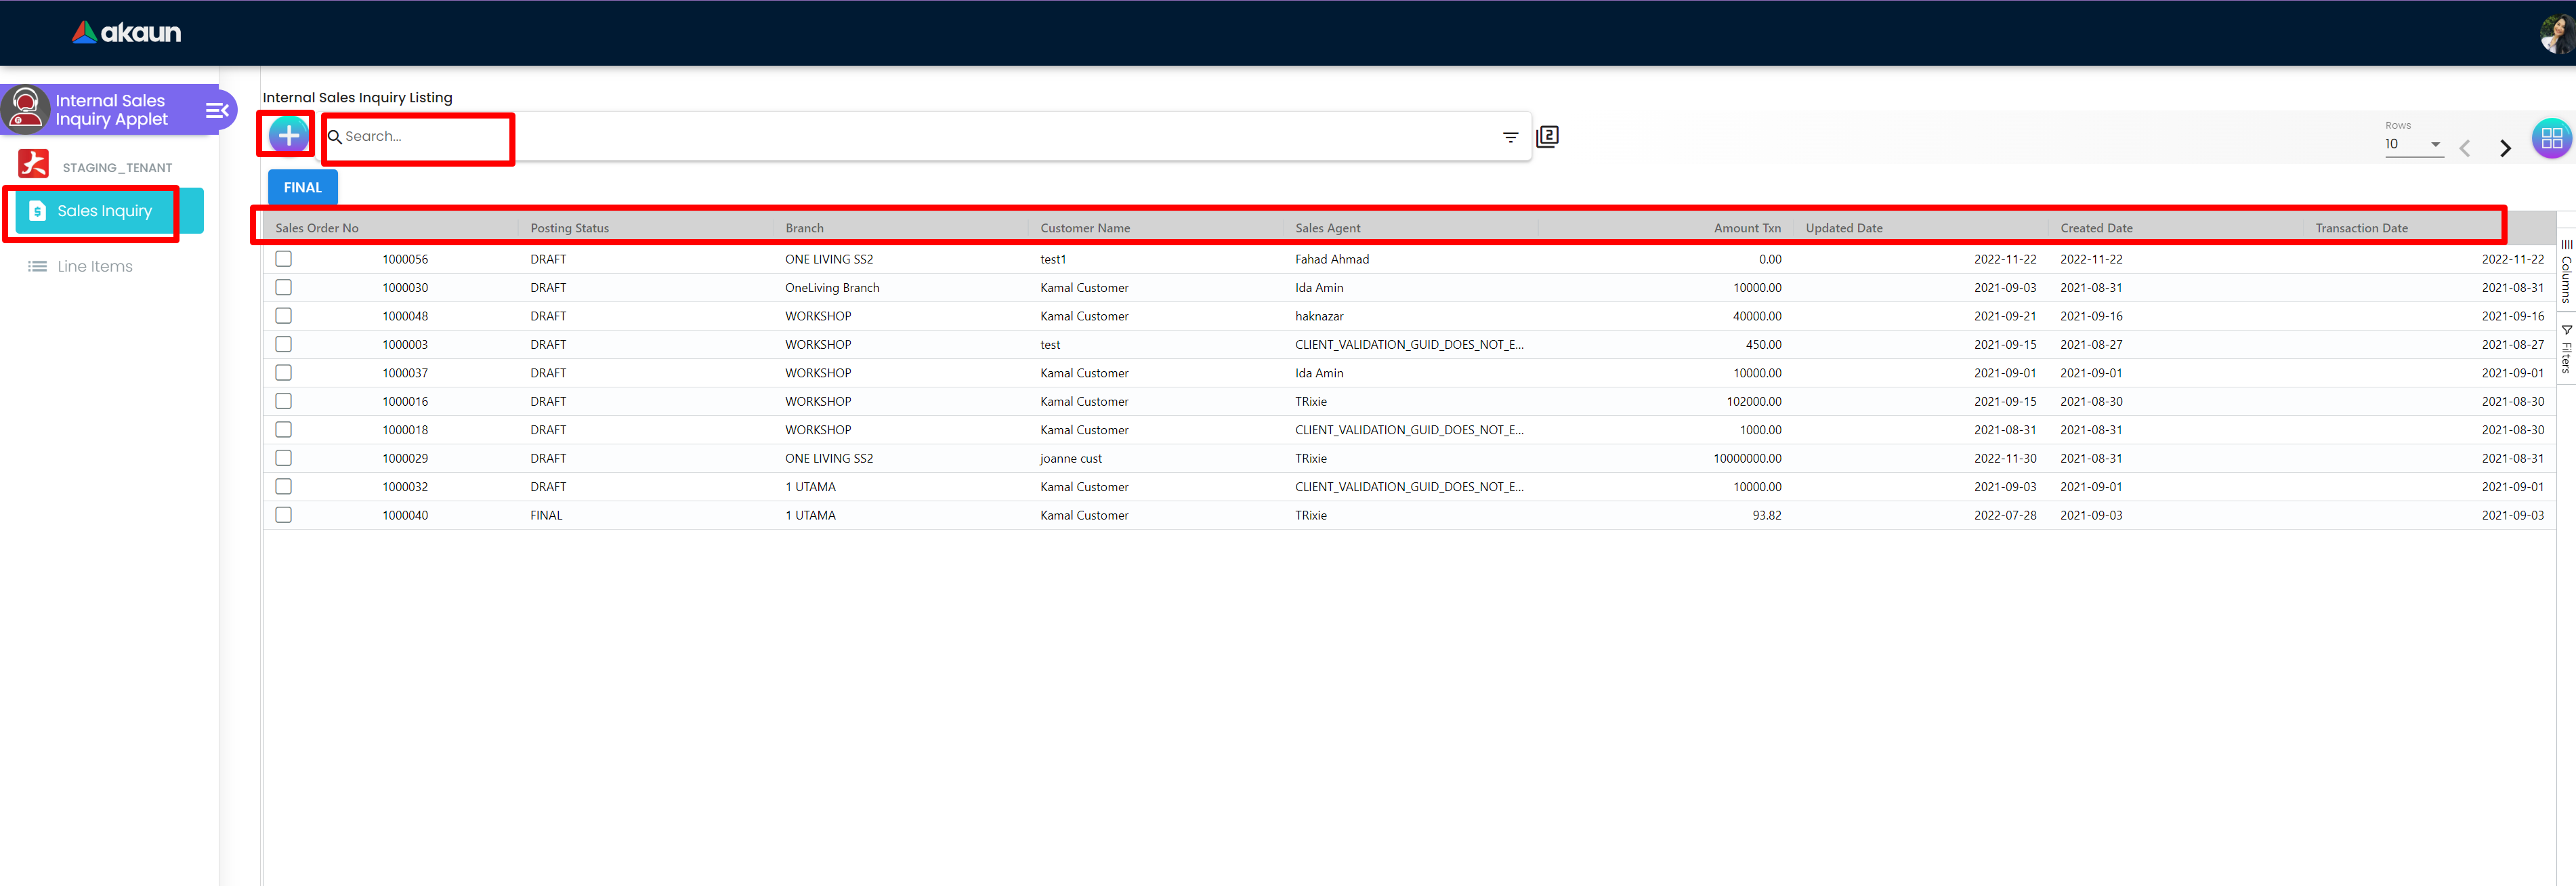 akaun
Internal Sales
Inquiry Applet
STAGING_TENANT
Sales Inquiry
Line Items
Internal Sales Inquiry Listing
Search...
2
Rows
10
FINAL
Sales Order No Posting Status Branch Customer Name Sales Agent Amount Txn Updated Date Created Date Transaction Date
1000056 DRAFT ONE LIVING SS2 test1 Fahad Ahmad 0.00 2022-11-22 2022-11-22 2022-11-22
1000030 DRAFT OneLiving Branch Kamal Customer Ida Amin 10000.00 2021-09-03 2021-08-31 2021-08-31
1000048 DRAFT WORKSHOP Kamal Customer haknazar 40000.00 2021-09-21 2021-09-16 2021-09-16
1000003 DRAFT WORKSHOP test CLIENT_VALIDATION_GUID_DOES_NOT_E... 450.00 2021-09-15 2021-08-27 2021-08-27
1000037 DRAFT WORKSHOP Kamal Customer Ida Amin 10000.00 2021-09-01 2021-09-01 2021-09-01
1000016 DRAFT WORKSHOP Kamal Customer TRixie 102000.00 2021-09-15 2021-08-30 2021-08-30
1000018 DRAFT WORKSHOP Kamal Customer CLIENT_VALIDATION_GUID_DOES_NOT_E... 1000.00 2021-08-31 2021-08-31 2021-08-30
1000029 DRAFT ONE LIVING SS2 joanne cust TRixie 10000000.00 2022-11-30 2021-08-31 2021-08-31
1000032 DRAFT 1 UTAMA Kamal Customer CLIENT_VALIDATION_GUID_DOES_NOT_E... 10000.00 2021-09-03 2021-09-01 2021-09-01
1000040 FINAL 1 UTAMA Kamal Customer TRixie 93.82 2022-07-28 2021-09-03 2021-09-03
Columns
Filters